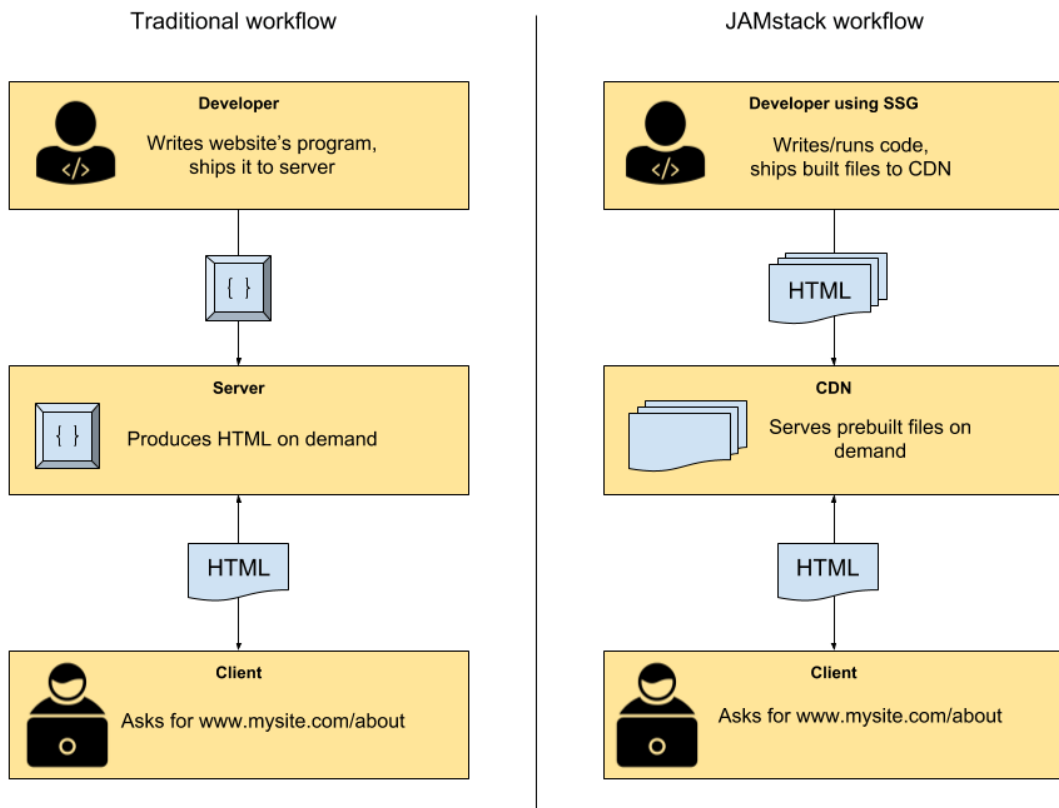 Traditional workflow
Developer
Writes website's program,
ships it to server
</>
{ }
Server
{ }
Produces HTML on demand
HTML
Client
Asks for www.mysite.com/about
JAMstack workflow
Developer using SSG
Writes/runs code,
ships built files to CDN
</>
HTML
CDN
Serves prebuilt files on
demand
HTML
Client
Asks for www.mysite.com/about